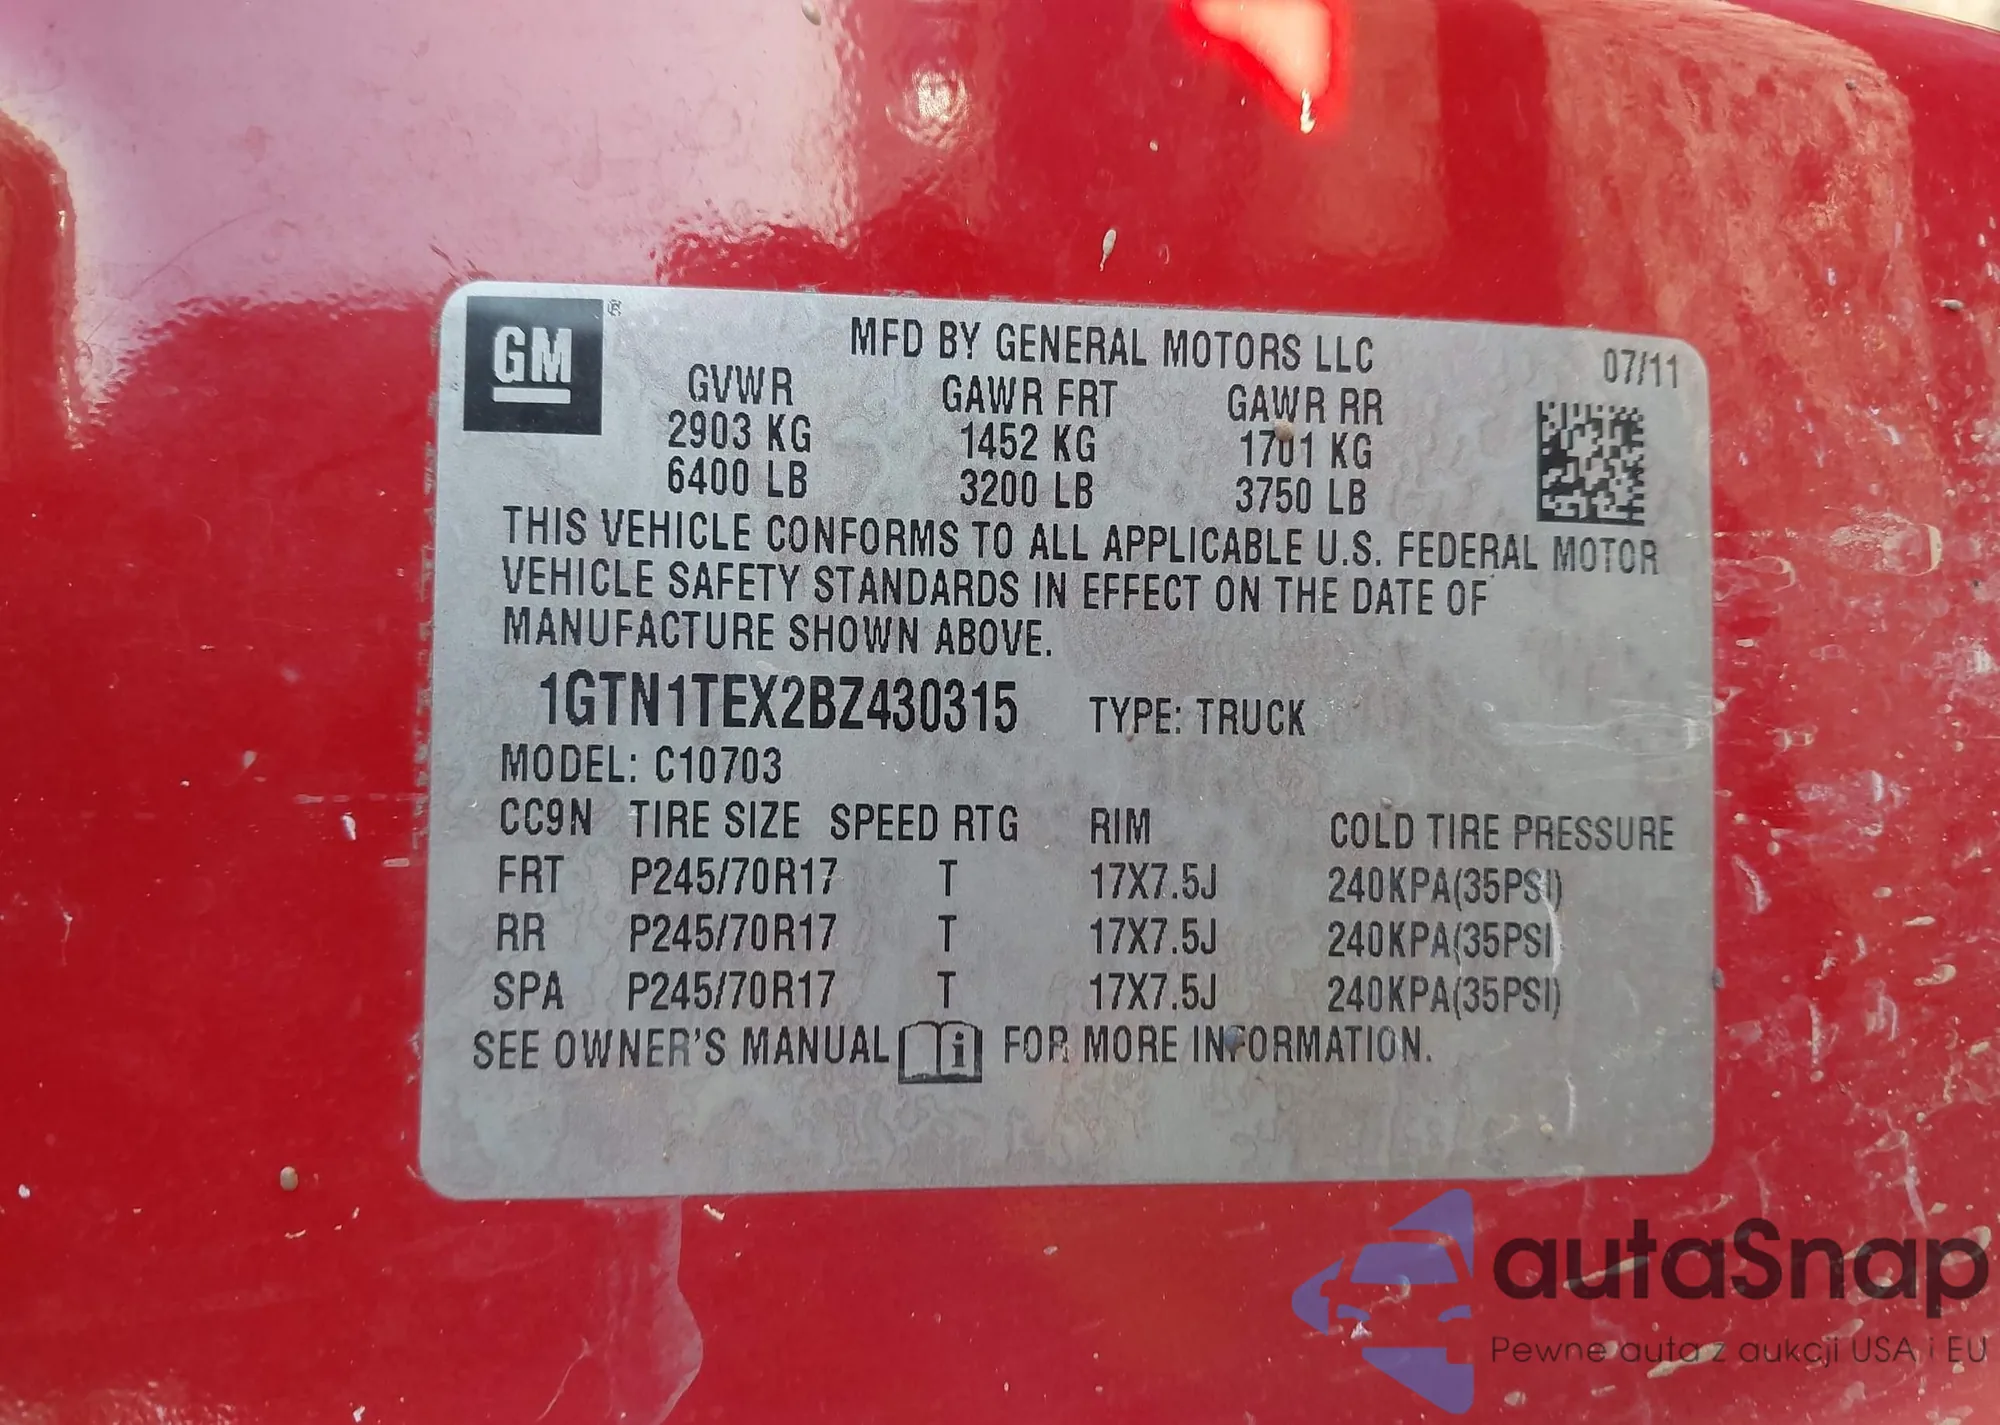 GM ®
MFD BY GENERAL MOTORS LLC 07/11
GVWR GAWR FRT GAWR RR
2903 KG 1452 KG 1701 KG
6400 LB 3200 LB 3750 LB
THIS VEHICLE CONFORMS TO ALL APPLICABLE U.S. FEDERAL MOTOR
VEHICLE SAFETY STANDARDS IN EFFECT ON THE DATE OF
MANUFACTURE SHOWN ABOVE.
1GTN1TEX2BZ430315 TYPE: TRUCK
MODEL: C10703
CC9N TIRE SIZE SPEED RTG RIM COLD TIRE PRESSURE
FRT P245/70R17 T 17X7.5J 240KPA(35PSI)
RR P245/70R17 T 17X7.5J 240KPA(35PSI
SPA P245/70R17 T 17X7.5J 240KPA(35PSI)
SEE OWNER'S MANUAL i FOR MORE INFORMATION.
autaSnap
Pewne auta z aukcji USA i EU